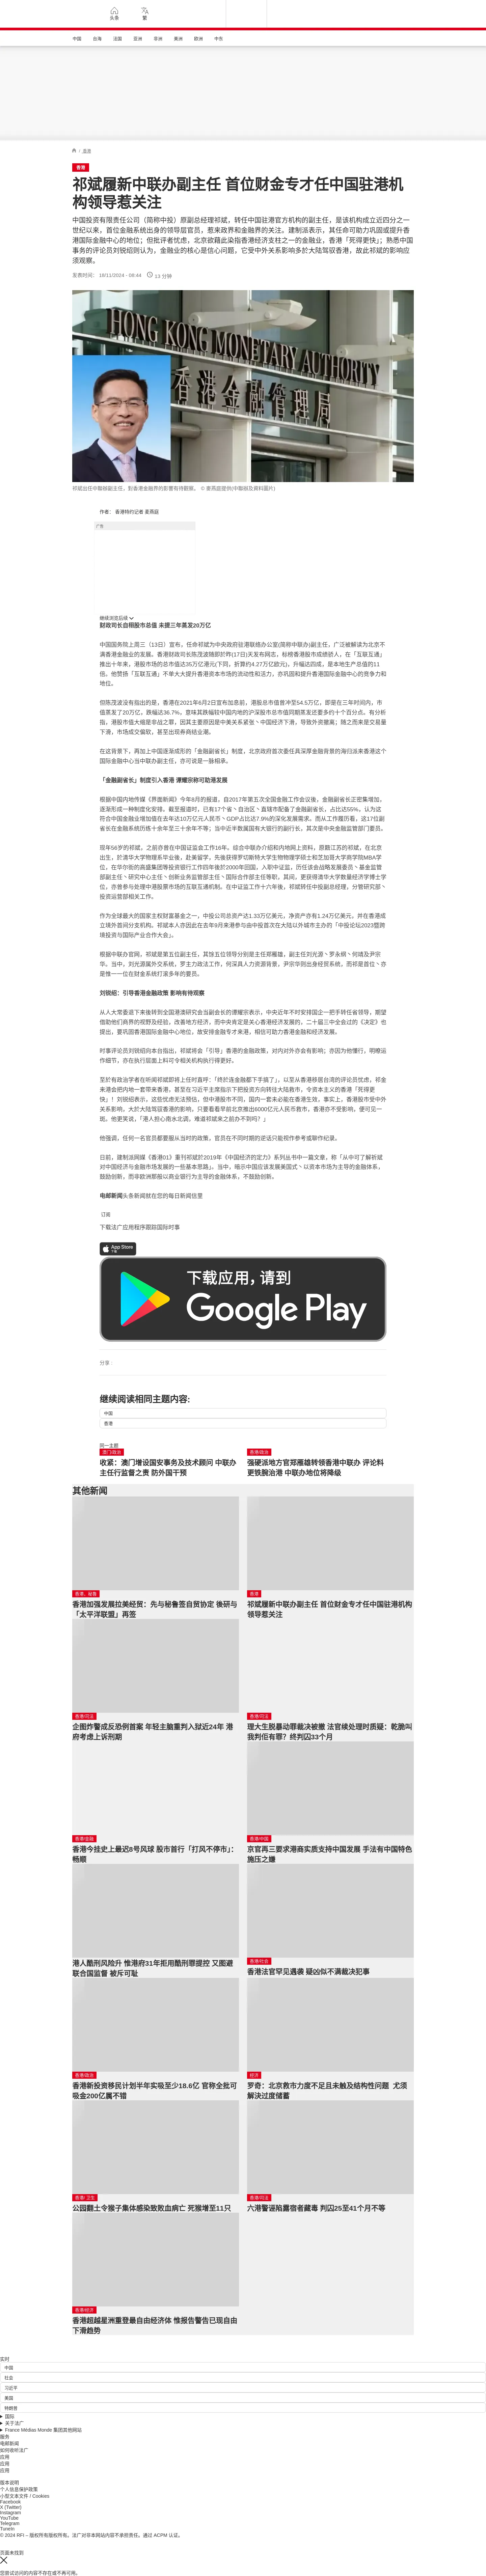 头条
繁
中国
台湾
法国
亚洲
非洲
美洲
欧洲
中东
/ 香港
香港
祁斌履新中联办副主任 首位财金专才任中国驻港机
构领导惹关注
中国投资有限责任公司（简称中投）原副总经理祁斌，转任中国驻港官方机构的副主任，是该机构成立近四分之一
世纪以来，首位金融系统出身的领导层官员，惹来政界和金融界的关注。建制派表示，其任命可助力巩固或提升香
港国际金融中心的地位；但批评者忧虑，北京欲藉此染指香港经济支柱之一的金融业，香港「死得更快」；熟悉中国
事务的评论员刘锐绍则认为，金融业的核心是信心问题，它受中外关系影响多於大陆驾驭香港，故此祁斌的影响应
须观察。
发表时间： 18/11/2024 - 08:44
13 分钟
HONG KONG MONETARY AUTHORITY
祁斌出任中联辦副主任，對香港金融界的影響有待觀察。 © 麥燕庭提供(中聯辦及資料圖片)
作者： 香港特约记者 麦燕庭
广告
继续浏览后续
财政司长自栩股市总值 未提三年蒸发20万亿
中国国务院上周三（13日）宣布，任命祁斌为中央政府驻港联络办公室(简称中联办)副主任，广泛被解读为北京不
满香港金融业的发展。香港财政司司长陈茂波随即於昨(17日)天发布网志，标榜香港股市成绩骄人，在「互联互通」
推出十年来，港股市场的总市值达35万亿港元(下同，折算约4.27万亿欧元)，升幅达四成，是本地生产总值的11
倍。他赞扬「互联互通」不单大大提升香港资本市场的流动性和活力，亦巩固和提升香港国际金融中心的竞争力和
地位。
但陈茂波没有指出的是，香港在2021年6月2日宣布加息前，港股总市值曾冲至54.5万亿，即是在三年时间内，市
值蒸发了20万亿，跌幅达36.7%，意味其跌幅较中国内地的沪深股市总市值同期蒸发还要多约十个百分点。有分析
指，港股市值大缩是非战之罪，因其主要原因是中美关系紧张丶中国经济下滑，导致外资撤离；随之而来是交易量
下滑，市场成交偏软，甚至出现券商结业潮。
在这背景下，再加上中国逐渐成形的「金融副省长」制度，北京政府首次委任具深厚金融背景的海归派来香港这个
国际金融中心当中联办副主任，亦可说是一脉相承。
「金融副省长」制度引入香港 谭耀宗称可助港发展
根据中国内地传媒《界面新闻》今年8月的报道，自2017年第五次全国金融工作会议後，金融副省长正密集增加，
逐渐形成一种制度化安排。截至报道时，已有17个省丶自治区丶直辖市配备了金融副省长，占比达55%，认为这
符合中国金融业增加值在去年达10万亿元人民币丶GDP占比达7.9%的深化发展需求。而从工作履历看，这17位副
省长在金融系统历炼十余年至三十余年不等；当中近半数属国有大银行的副行长，其次是中央金融监管部门要员。
现年56岁的祁斌，之前亦曾在中国证监会工作16年。综合中联办介绍和内地网上资料，原籍江苏的祁斌，在北京
出生，於清华大学物理系毕业後，赴美留学，先後获得罗切斯特大学生物物理学硕士和芝加哥大学商学院MBA学
位，在华尔街的高盛集团等投资银行工作四年後於2000年回国，入职中证监，历任该会战略发展委员丶基金监管
部副主任丶研究中心主任丶创新业务监管部主任丶国际合作部主任等职，其间，更获得清华大学数量经济学博士学
位，亦曾参与处理中港股票市场的互联互通机制。在中证监工作十六年後，祁斌转任中投副总经理，分管研究部丶
投资运营部相关工作。
作为全球最大的国家主权财富基金之一，中投公司总资产达1.33万亿美元，净资产亦有1.24万亿美元，并在香港成
立境外首间分支机构。祁斌本人亦因此在去年9月来港参与由中投首次在大陆以外城市主办的「中投论坛2023暨跨
境投资与国际产业合作大会」。
根据中联办官网，祁斌是第五位副主任，其馀五位领导分别是主任郑雁雄，副主任刘光源丶罗永纲丶何靖及尹宗
华。当中，刘光源属外交系统，罗主力政法工作，何深具人力资源背景，尹宗华则出身经贸系统，而祁是首位丶亦
是惟一一位在财金系统打滚多年的要员。
刘锐绍：引导香港金融政策 影响有待观察
从人大常委退下来後转到全国港澳研究会当副会长的谭耀宗表示，中央近年不时安排国企一把手转任省领导，期望
借助他们商界的视野及经验，改善地方经济，而中央肯定是关心香港经济发展的，二十届三中全会过的《决定》也
提出，要巩固香港国际金融中心地位，故安排金融专才来港，相信可助力香港金融和经济发展。
时事评论员刘锐绍向本台指出，祁斌将会「引导」香港的金融政策，对内对外亦会有影响；亦因为他懂行，明瞭运
作细节，亦在执行层面上料可令相关机构执行得更好。
至於有政治学者在听闻祁斌即将上任时直呼：「终於连金融都下手搞了」，以至从香港移居台湾的评论员忧虑，祁金
来港会把内地一套带来香港，甚至在习近平主席指示下把投资方向转往大陆救市，令资本主义的香港「死得更
快」！刘锐绍表示，这些忧虑无法预估，但中港股市不同，国内一套未必能在香港生效，事实上，香港股市受中外
关系影响，大於大陆驾驭香港的影响，只要看看早前北京推出6000亿元人民币救市，香港亦不受影响，便可见一
斑。他更笑说，「港人担心南水北调，难道祁斌来之前办不到吗？」
他强调，任何一名官员都要服从当时的政策，官员在不同时期的逆话只能视作参考或聊作纪录。
日前，建制派网媒《香港01》重刊祁斌於2019年《中国经济的定力》系列丛书中一篇文章，称「从中可了解祈斌
对中国经济与金融市场发展的一些基本思路」。当中，缩示中国应该发展美国式丶以资本市场为主导的金融体系，
鼓励创新，而非欧洲那般以商业银行为主导的金融体系，不鼓励创新。
电邮新闻头条新闻就在您的每日新闻信里
订阅
下载法广应用程序跟踪国际时事
App Store
下载应用，请到
Google Play
分享 :
继续阅读相同主题内容:
中国
香港
同一主题
澳门/政治
收紧：澳门增设国安事务及技术顾问 中联办
主任行监督之责 防外国干预
香港/政治
强硬派地方官郑雁雄转领香港中联办 评论料
更铁腕治港 中联办地位将降级
其他新闻
香港、秘鲁
香港加强发展拉美经贸：先与秘鲁签自贸协定 後研与
「太平洋联盟」再签
香港
祁斌履新中联办副主任 首位财金专才任中国驻港机构
领导惹关注
香港/司法
企图炸警成反恐例首案 年轻主脑重判入狱近24年 港
府考虑上诉刑期
香港/司法
理大生脱暴动罪裁决被撤 法官续处理时质疑：乾脆叫
我判佢有罪？终判囚33个月
香港/金融
香港今挂史上最迟8号风球 股市首行「打风不停市」：
畅顺
香港/中国
京官再三要求港商实质支持中国发展 手法有中国特色
施压之嫌
港人酷刑风险升 惟港府31年拒用酷刑罪提控 又图避
联合国监督 被斥可耻
香港/社会
香港法官罕见遇袭 疑凶似不满裁决犯事
香港/政治
香港新投资移民计划半年实吸至少18.6亿 官称全批可
吸金200亿属不错
经济
罗奇：北京救市力度不足且未触及结构性问题 尤须
解決过度储蓄
香港/ 卫生
公园翻土令猴子集体感染致败血病亡 死猴增至11只
香港/司法
六港警诬陷露宿者藏毒 判囚25至41个月不等
香港/经济
香港超越星洲重登最自由经济体 惟报告警告已现自由
下滑趋势
实时
中国
社会
习近平
美国
特朗普
国际
关于法广
France Médias Monde 集团其他网站
服务
电邮新闻
如何收听法广
应用
应用
应用
版本说明
个人信息保护政策
小型文本文件 / Cookies
Facebook
X (Twitter)
Instagram
YouTube
Telegram
TuneIn
© 2024 RFI – 版权所有版权所有。法广对非本网站内容不承担责任。通过 ACPM 认证。
页面未找到
您尝试访问的内容不存在或不再可用。